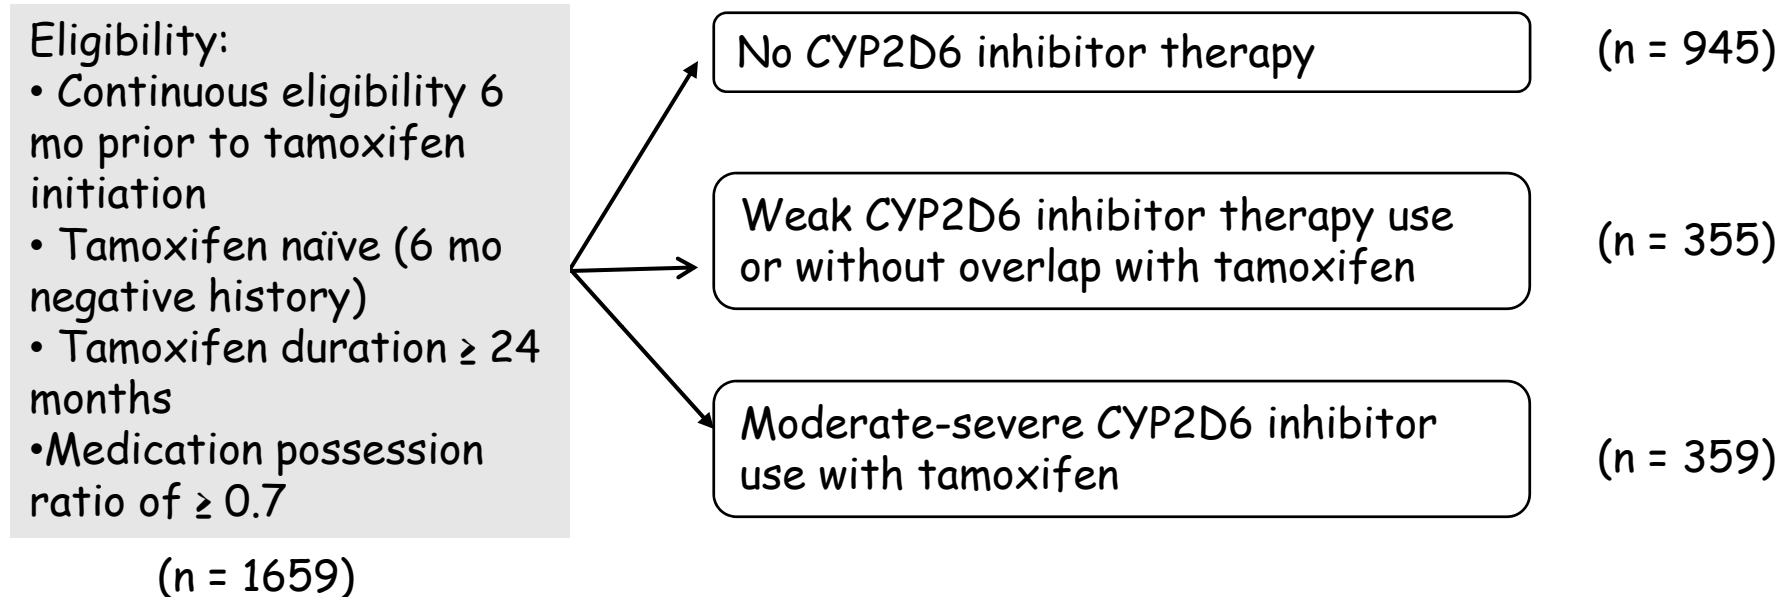 Eligibility:
• Continuous eligibility 6
mo prior to tamoxifen
initiation
• Tamoxifen naïve (6 mo
negative history)
• Tamoxifen duration ≥ 24
months
•Medication possession
ratio of ≥ 0.7
(n = 1659)
No CYP2D6 inhibitor therapy
(n = 945)
Weak CYP2D6 inhibitor therapy use
or without overlap with tamoxifen
(n = 355)
Moderate-severe CYP2D6 inhibitor
use with tamoxifen
(n = 359)